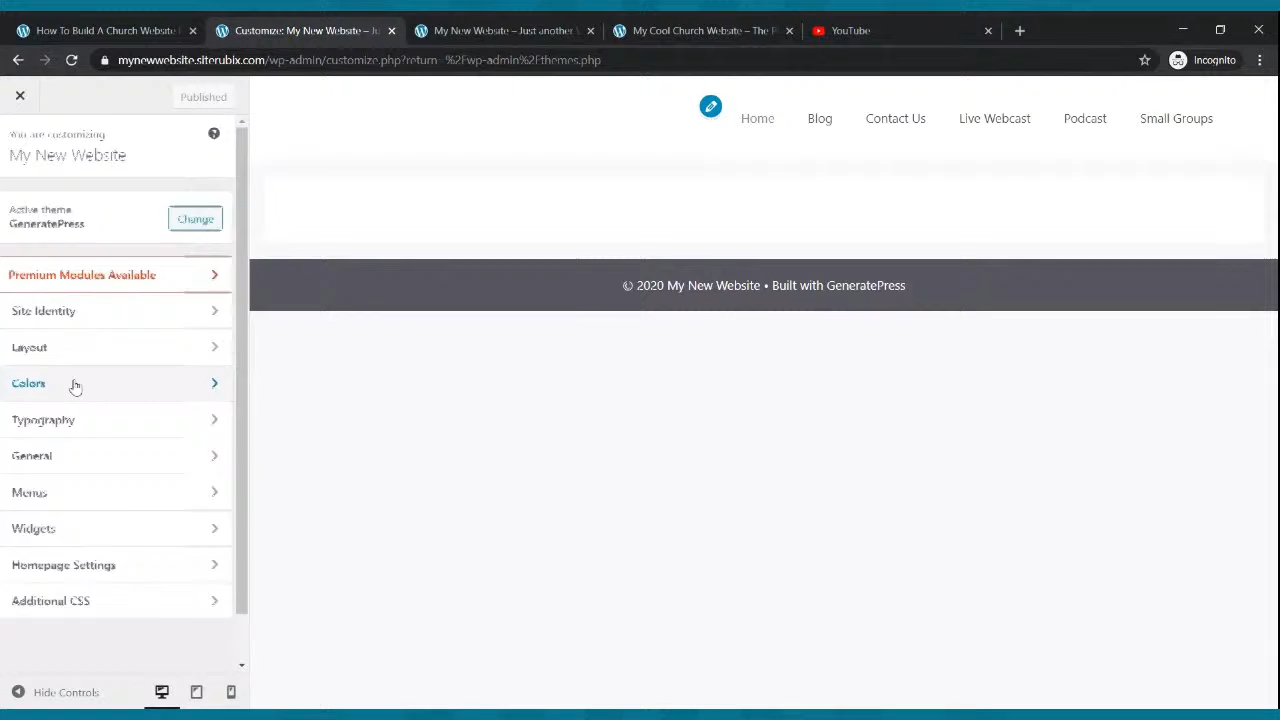 How To Build A Church Website
Customize: My New Website – Ju
My New Website – Just another
My Cool Church Website – The
YouTube
mynewwebsite.siterubix.com/wp-admin/customize.php?return=%2Fwp-admin%2Fthemes.php
Incognito
Published
You are customizing
My New Website
Active theme
GeneratePress
Change
Premium Modules Available
Site Identity
Layout
Colors
Typography
General
Menus
Widgets
Homepage Settings
Additional CSS
Hide Controls
Home
Blog
Contact Us
Live Webcast
Podcast
Small Groups
© 2020 My New Website • Built with GeneratePress